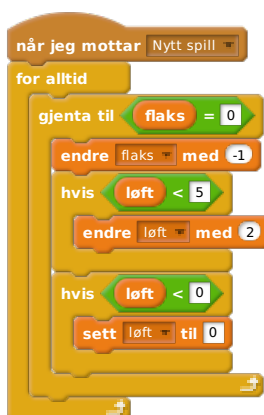 når jeg mottar Nytt spill
for alltid
gjenta til flaks = 0
endre flaks med -1
hvis løft < 5
endre løft med 2
hvis løft < 0
sett løft til 0